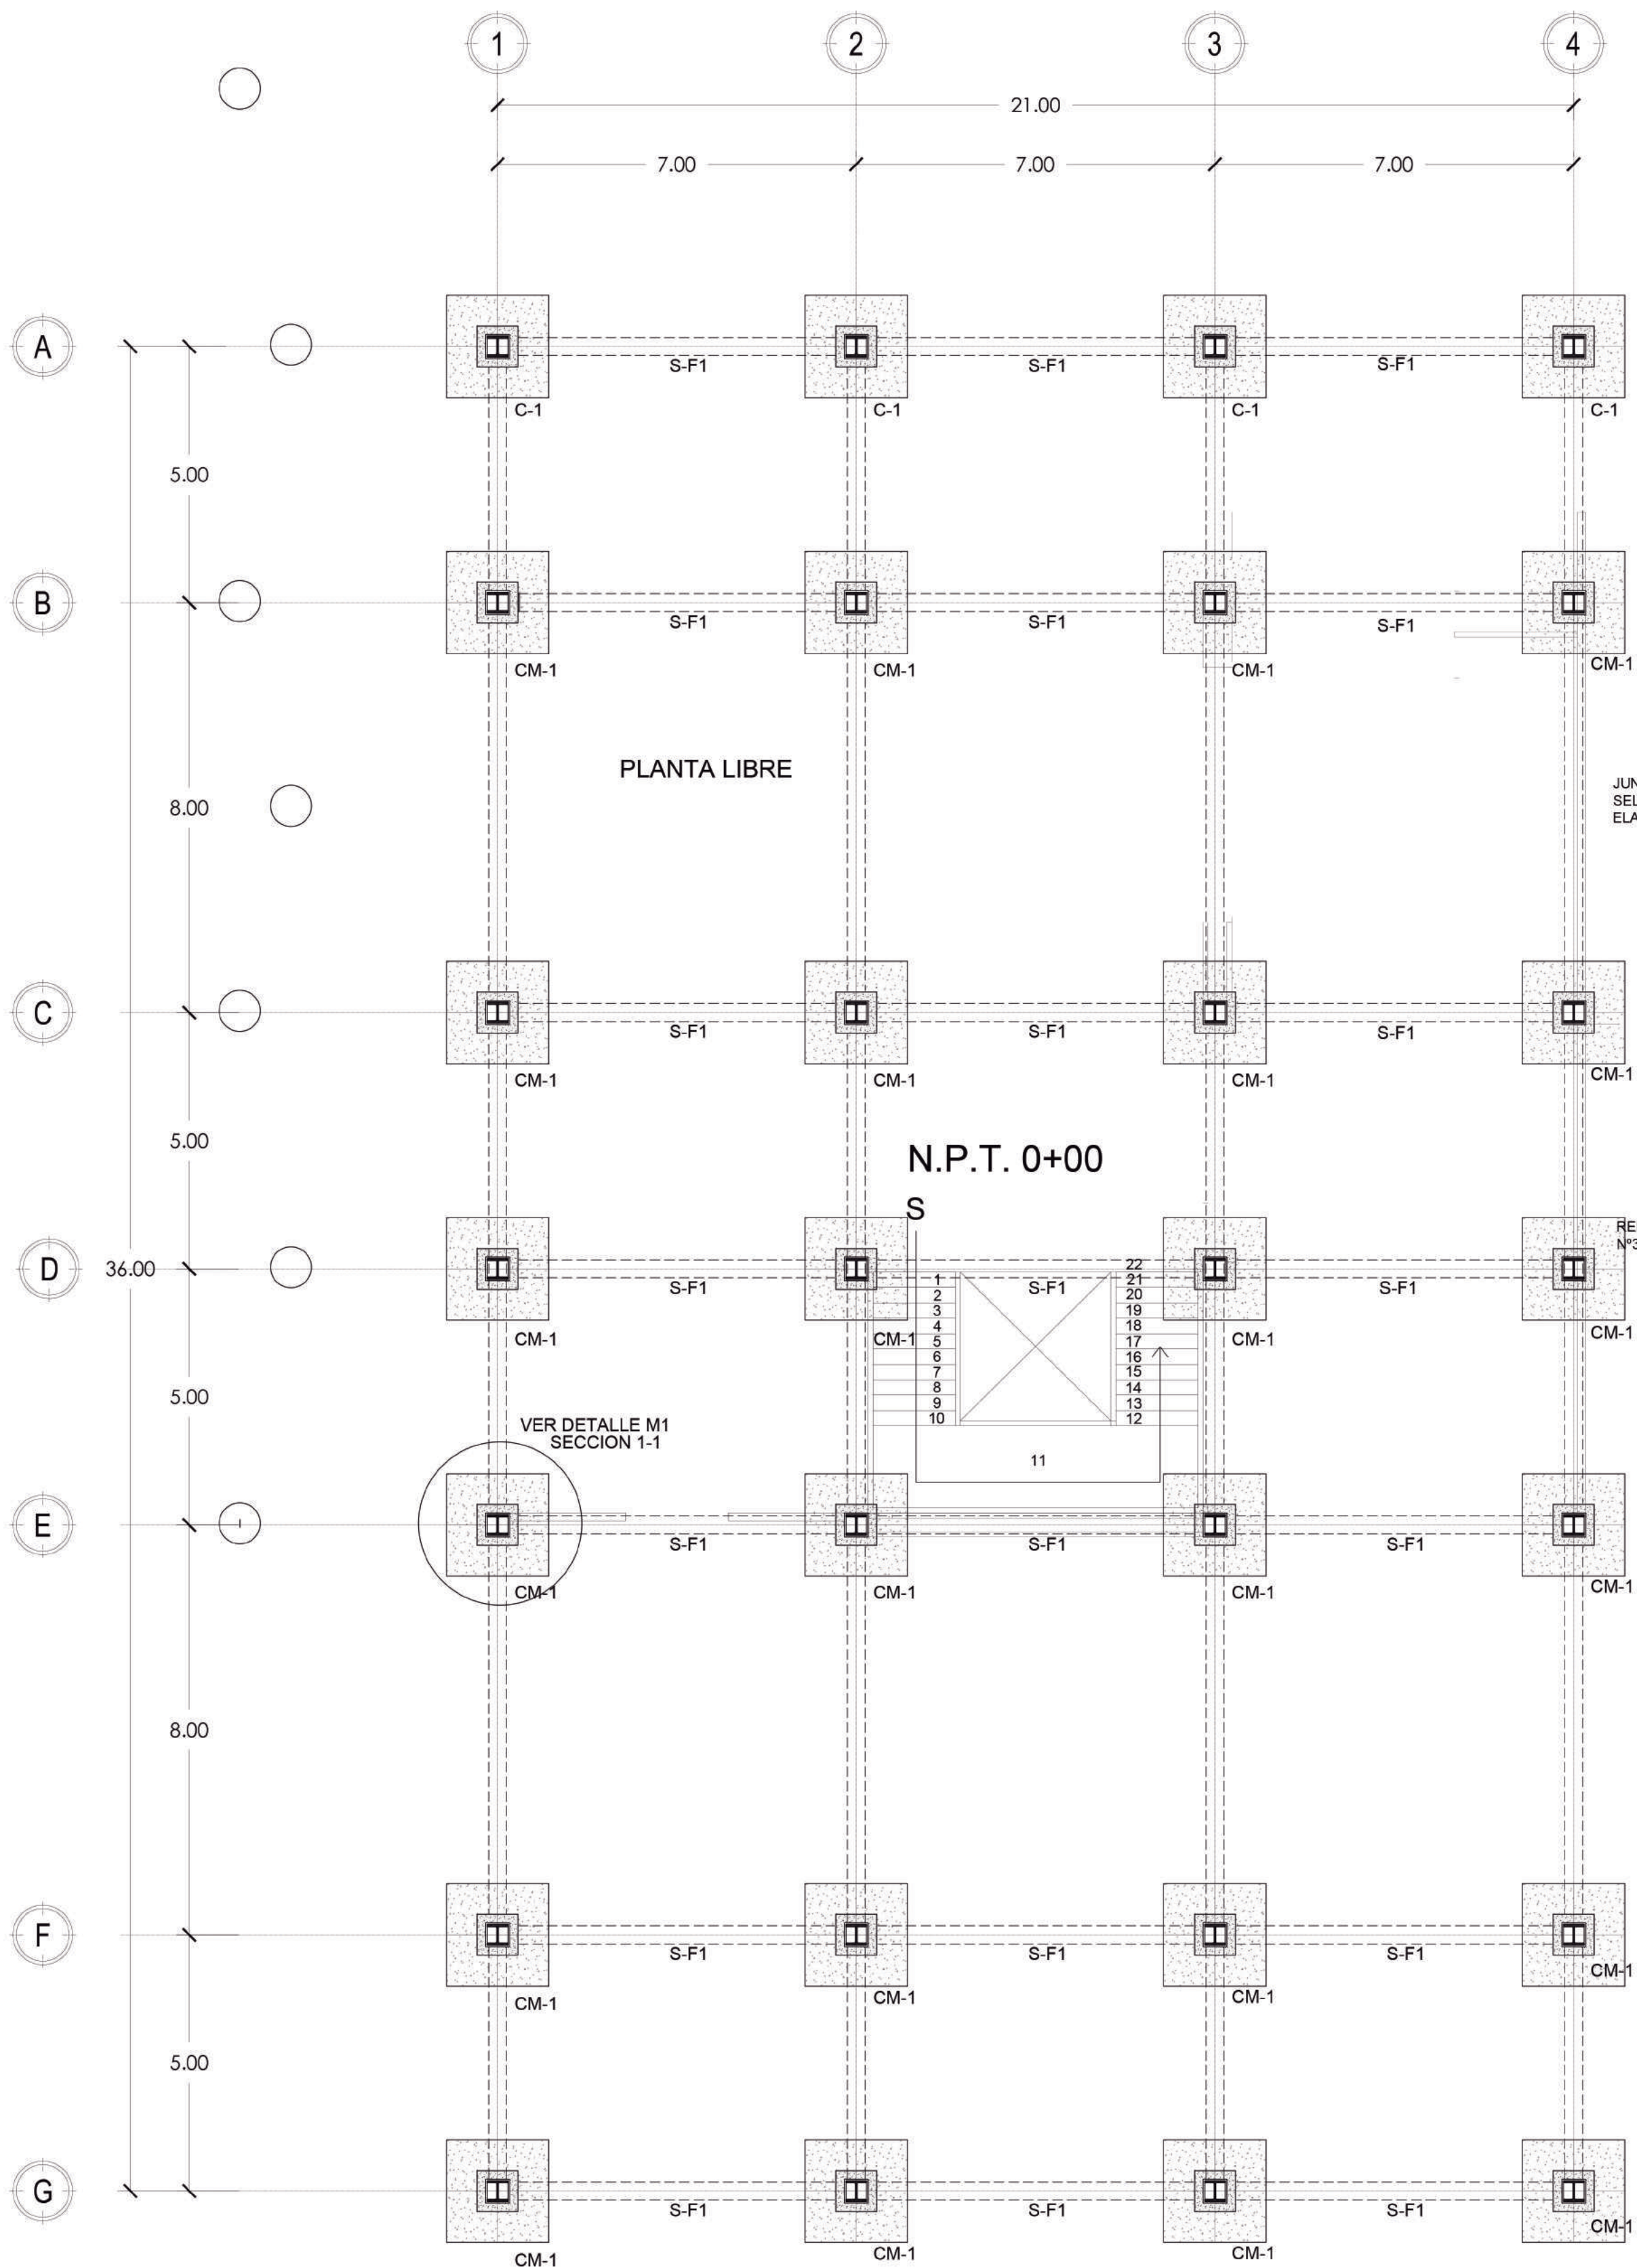 1 2 3 4
21.00
7.00 7.00 7.00
A
S-F1 S-F1 S-F1
C-1 C-1 C-1 C-1
5.00
B
S-F1 S-F1 S-F1
CM-1 CM-1 CM-1 CM-1
PLANTA LIBRE
8.00
JUN
SEL
ELA
C
S-F1 S-F1 S-F1
CM-1 CM-1 CM-1 CM-1
5.00
N.P.T. 0+00
S
D 36.00
S-F1 S-F1 S-F1
CM-1 CM-1 CM-1 CM-1
RE
Nº3
1
2
3
4
5
6
7
8
9
10
22
21
20
19
18
17
16
15
14
13
12
11
5.00
VER DETALLE M1
SECCION 1-1
E
S-F1 S-F1 S-F1
CM-1 CM-1 CM-1 CM-1
8.00
F
S-F1 S-F1 S-F1
CM-1 CM-1 CM-1 CM-1
5.00
G
S-F1 S-F1 S-F1
CM-1 CM-1 CM-1 CM-1